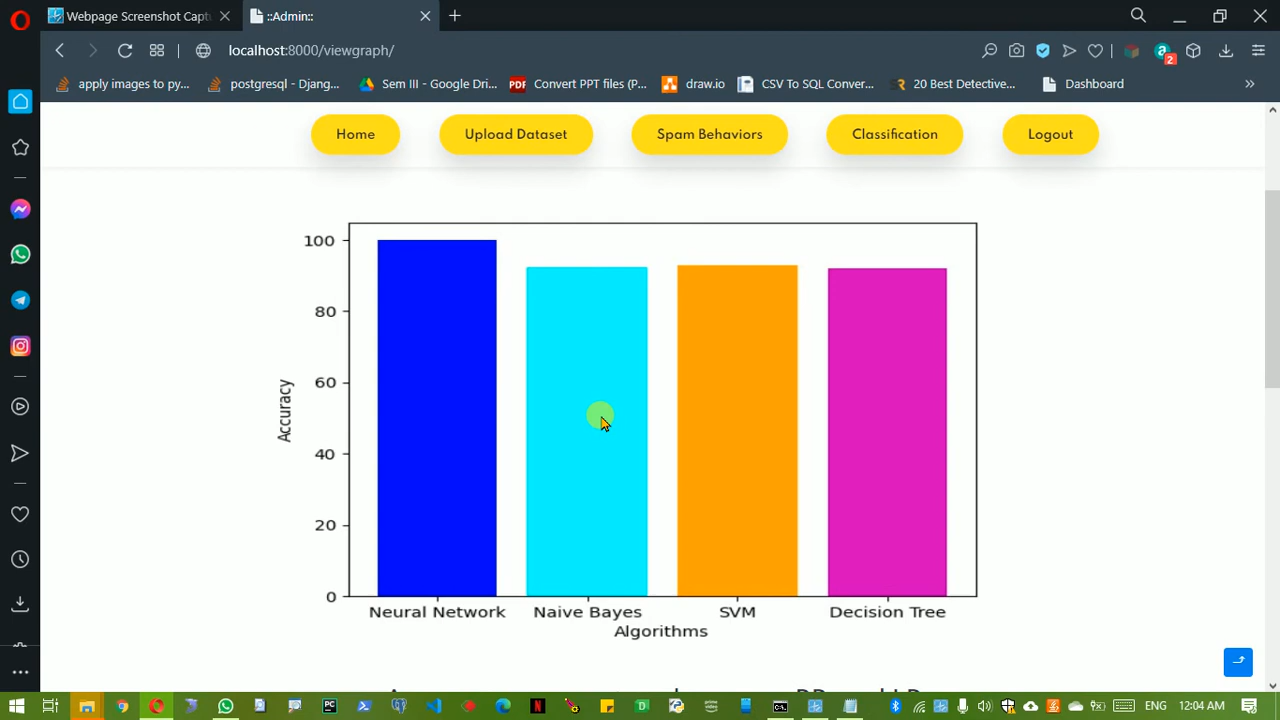 Webpage Screenshot Capt
::Admin::
localhost:8000/viewgraph/
2
apply images to py...
postgresql - Djang...
Sem III - Google Dri...
PDF
Convert PPT files (P...
draw.io
CSV To SQL Conver...
SR
20 Best Detective...
Dashboard
Home
Upload Dataset
Spam Behaviors
Classification
Logout
100
80
60
40
20
0
Accuracy
Neural Network
Naive Bayes
SVM
Decision Tree
Algorithms
ENG
12:04 AM